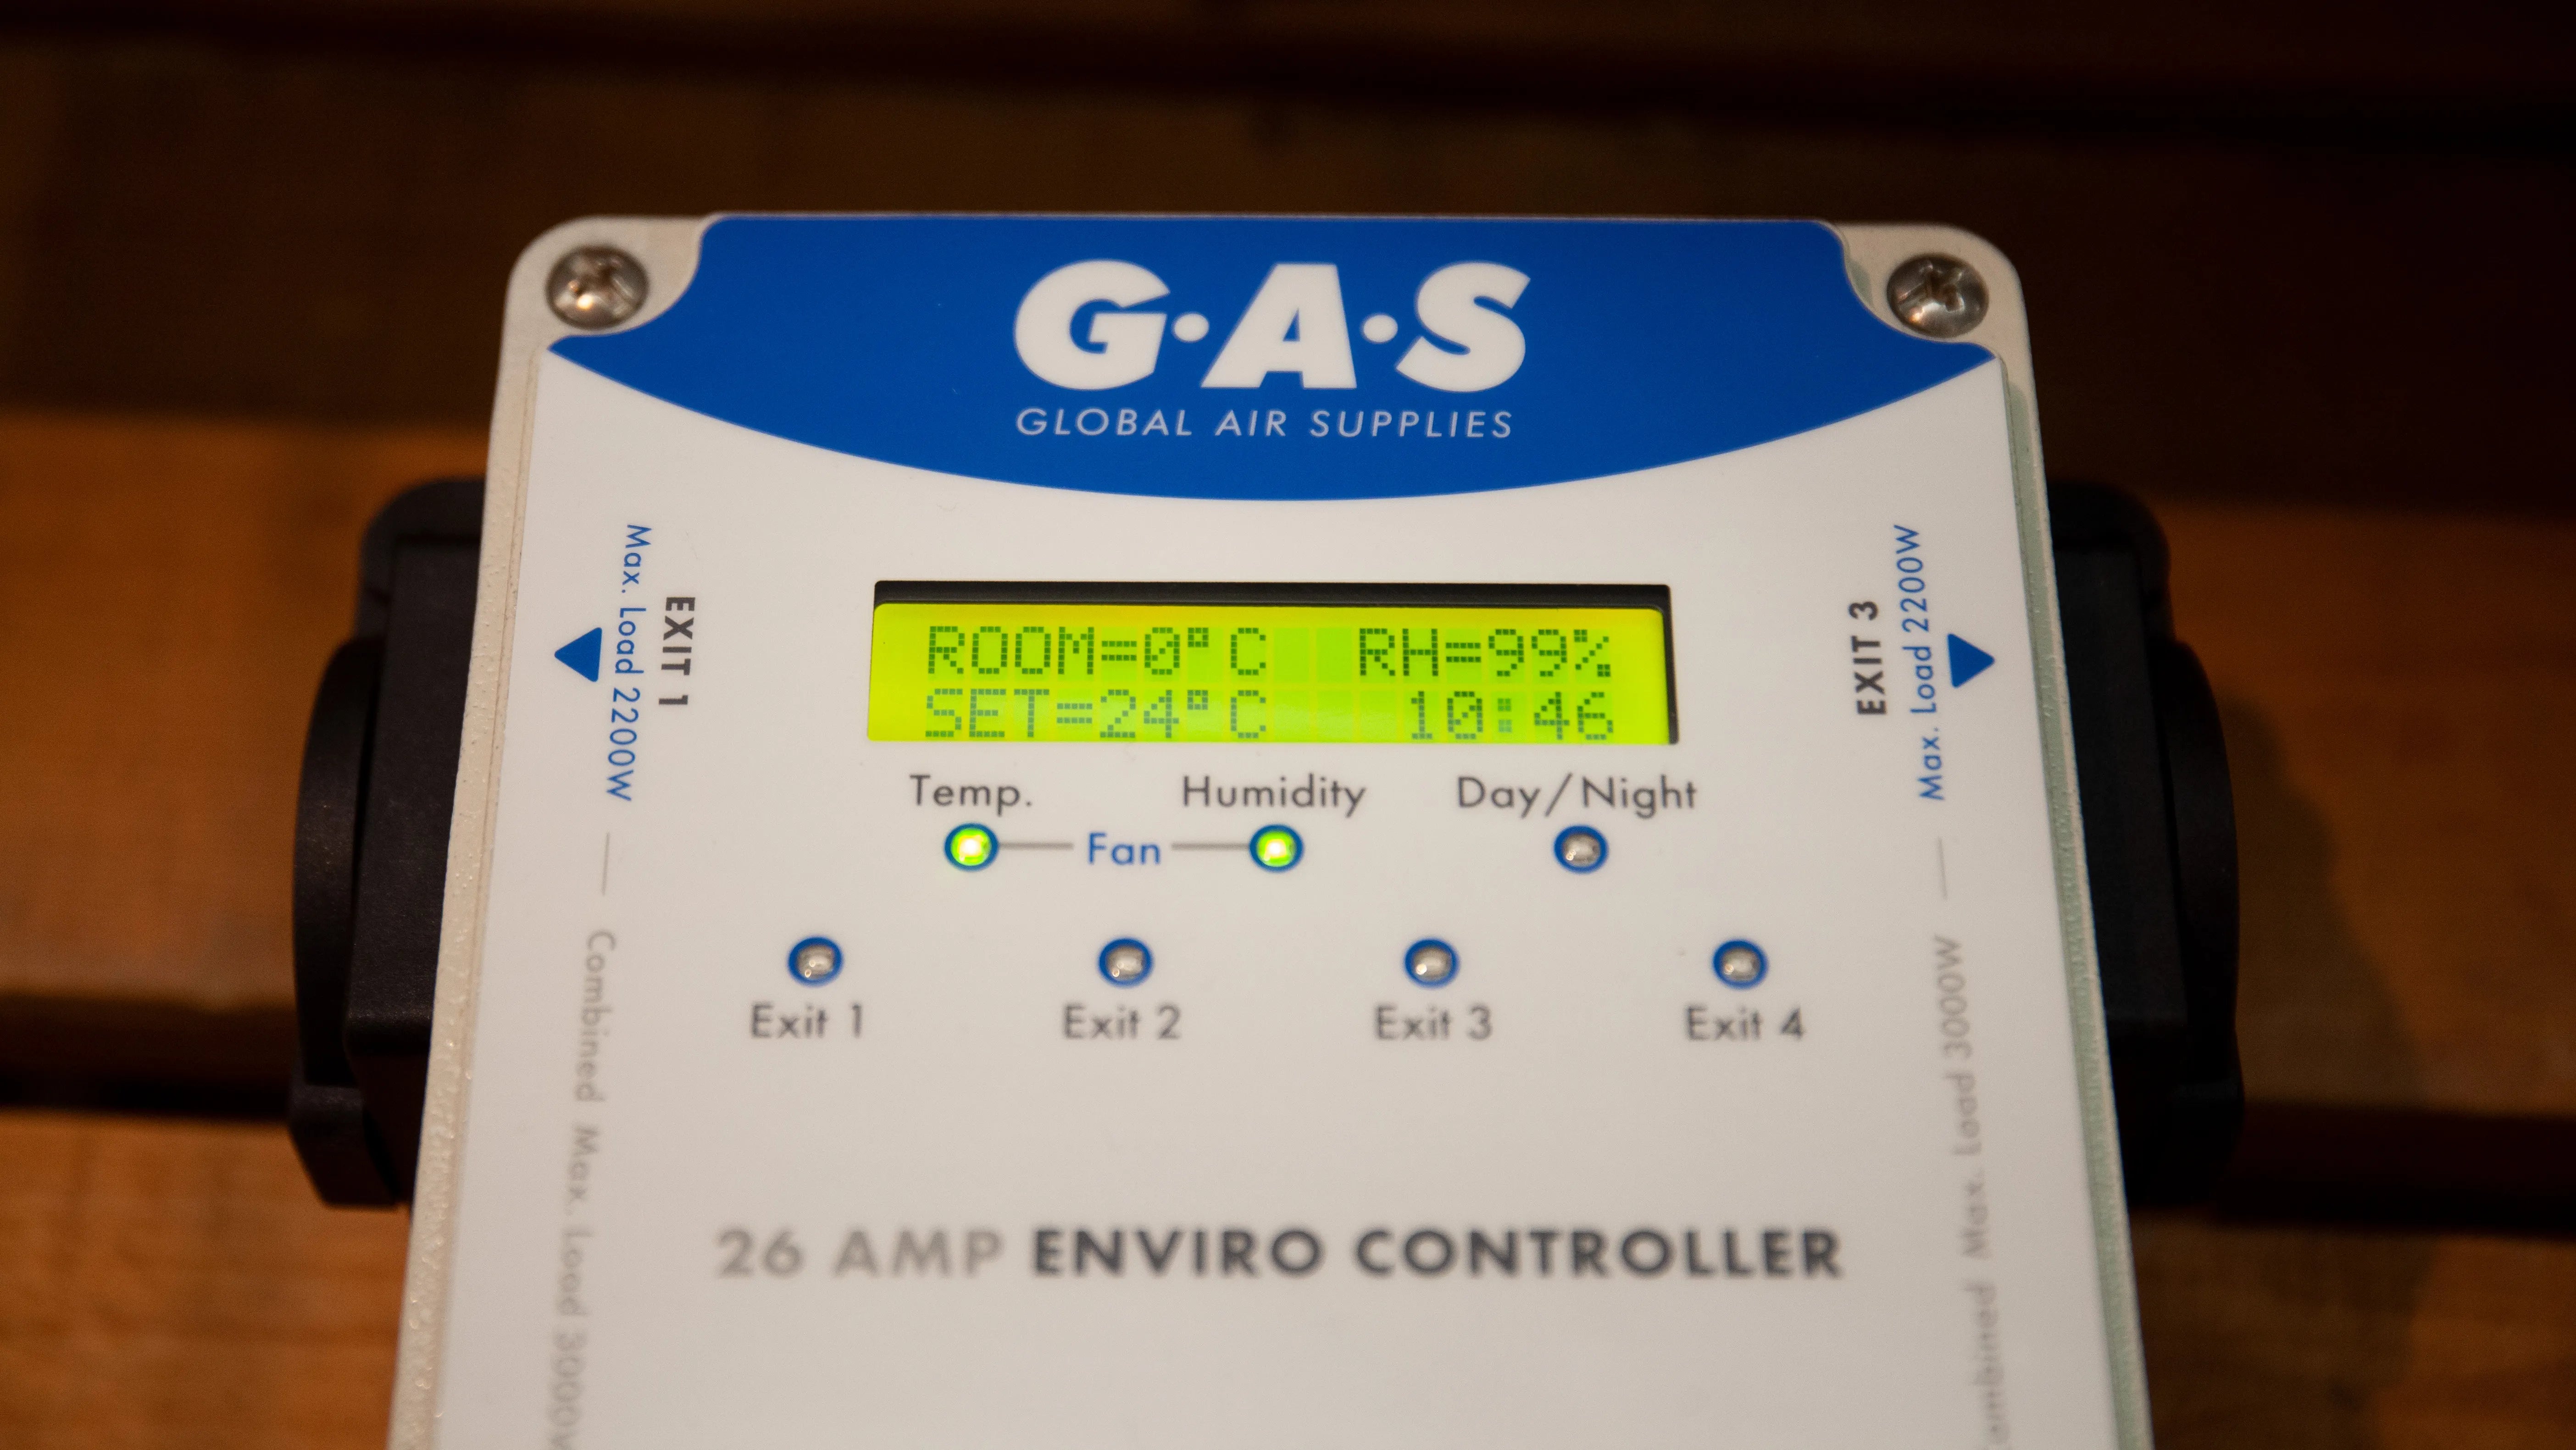 G·A·S
GLOBAL AIR SUPPLIES
EXIT 1
Max. Load 2200W
Combined Max. Load 3000W
ROOM=0°C RH=99%
SET=24°C 10:46
Temp. Humidity Day/Night
Fan
Exit 1 Exit 2 Exit 3 Exit 4
26 AMP ENVIRO CONTROLLER
EXIT 3
Max. Load 2200W
Combined Max. Load 3000W